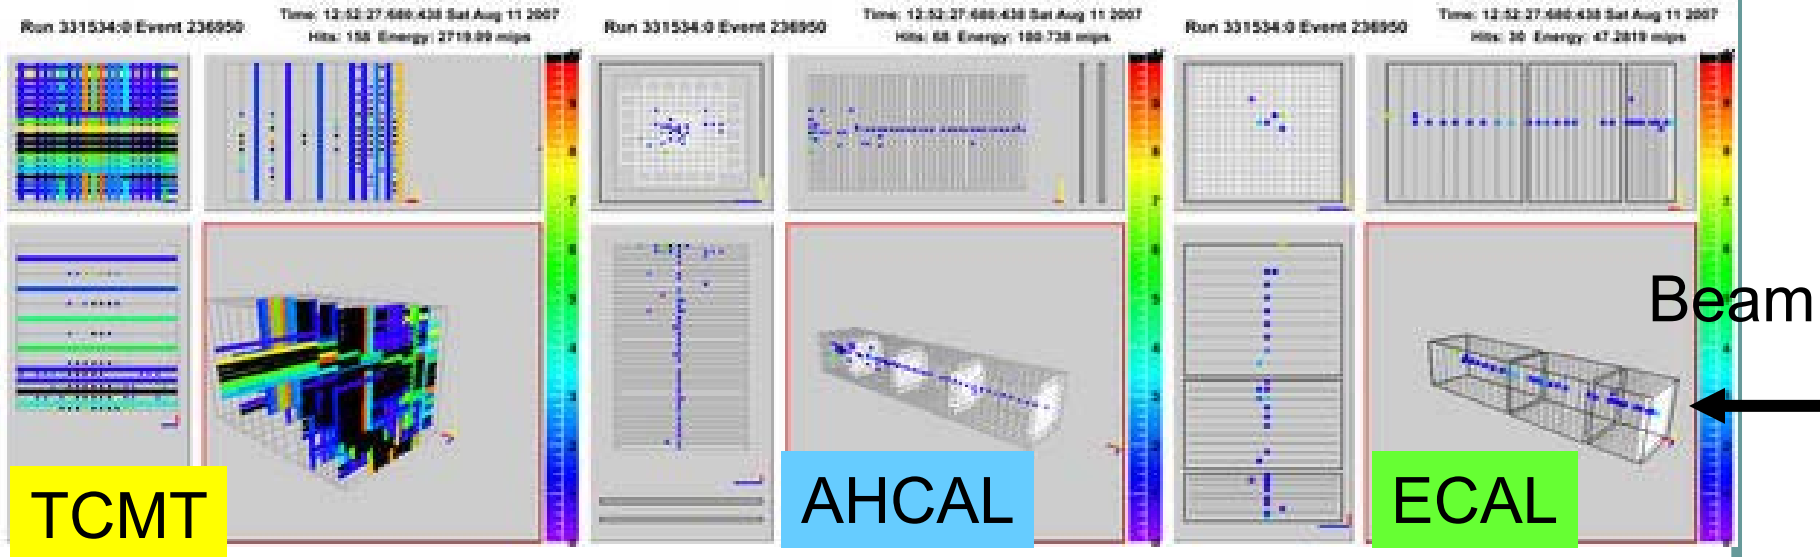 Run 331534:0 Event 236950
Time: 12:52:27:680:438 Sat Aug 11 2007
Hits: 158 Energy: 2719.09 mips
Run 331534:0 Event 236950
Time: 12:52:27:680:438 Sat Aug 11 2007
Hits: 68 Energy: 180.738 mips
Run 331534:0 Event 236950
Time: 12:52:27:680:438 Sat Aug 11 2007
Hits: 30 Energy: 47.2819 mips
Beam
TCMT
AHCAL
ECAL